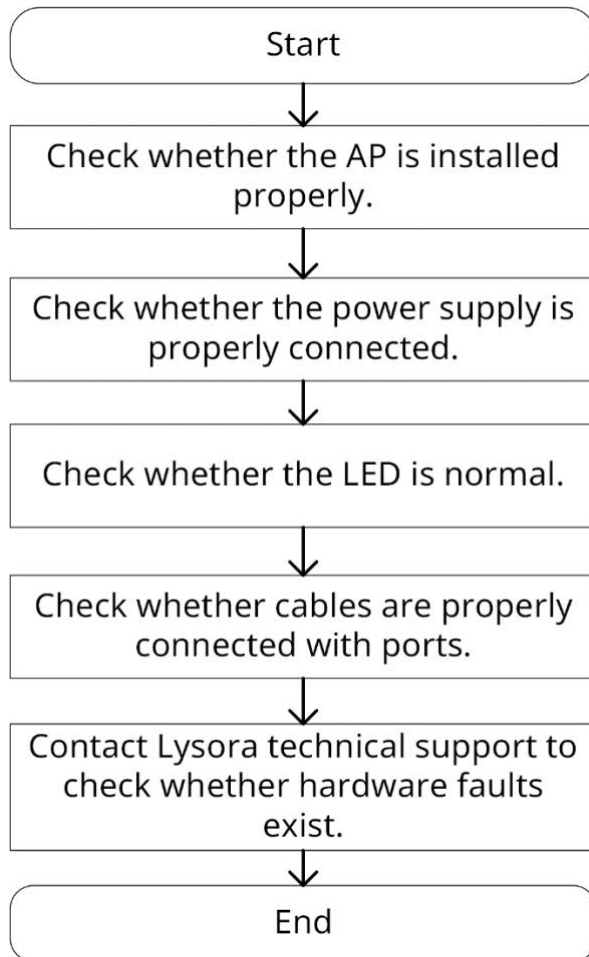 Start
Check whether the AP is installed
properly.
Check whether the power supply is
properly connected.
Check whether the LED is normal.
Check whether cables are properly
connected with ports.
Contact Lysora technical support to
check whether hardware faults
exist.
End